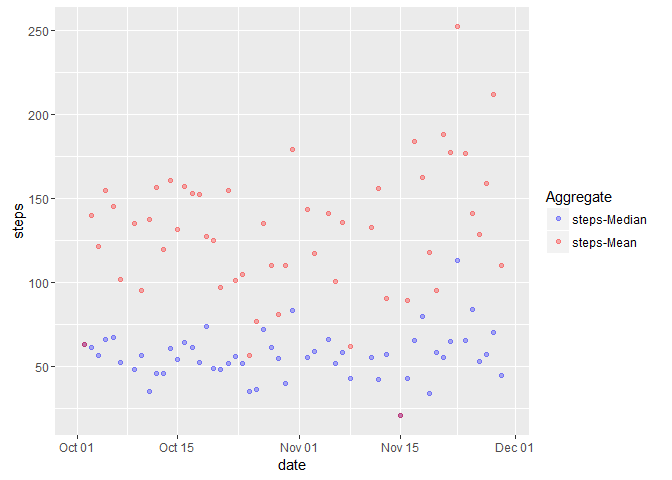 250
200
150
100
50
steps
Oct 01
Oct 15
Nov 01
Nov 15
Dec 01
date
Aggregate
steps-Median
steps-Mean